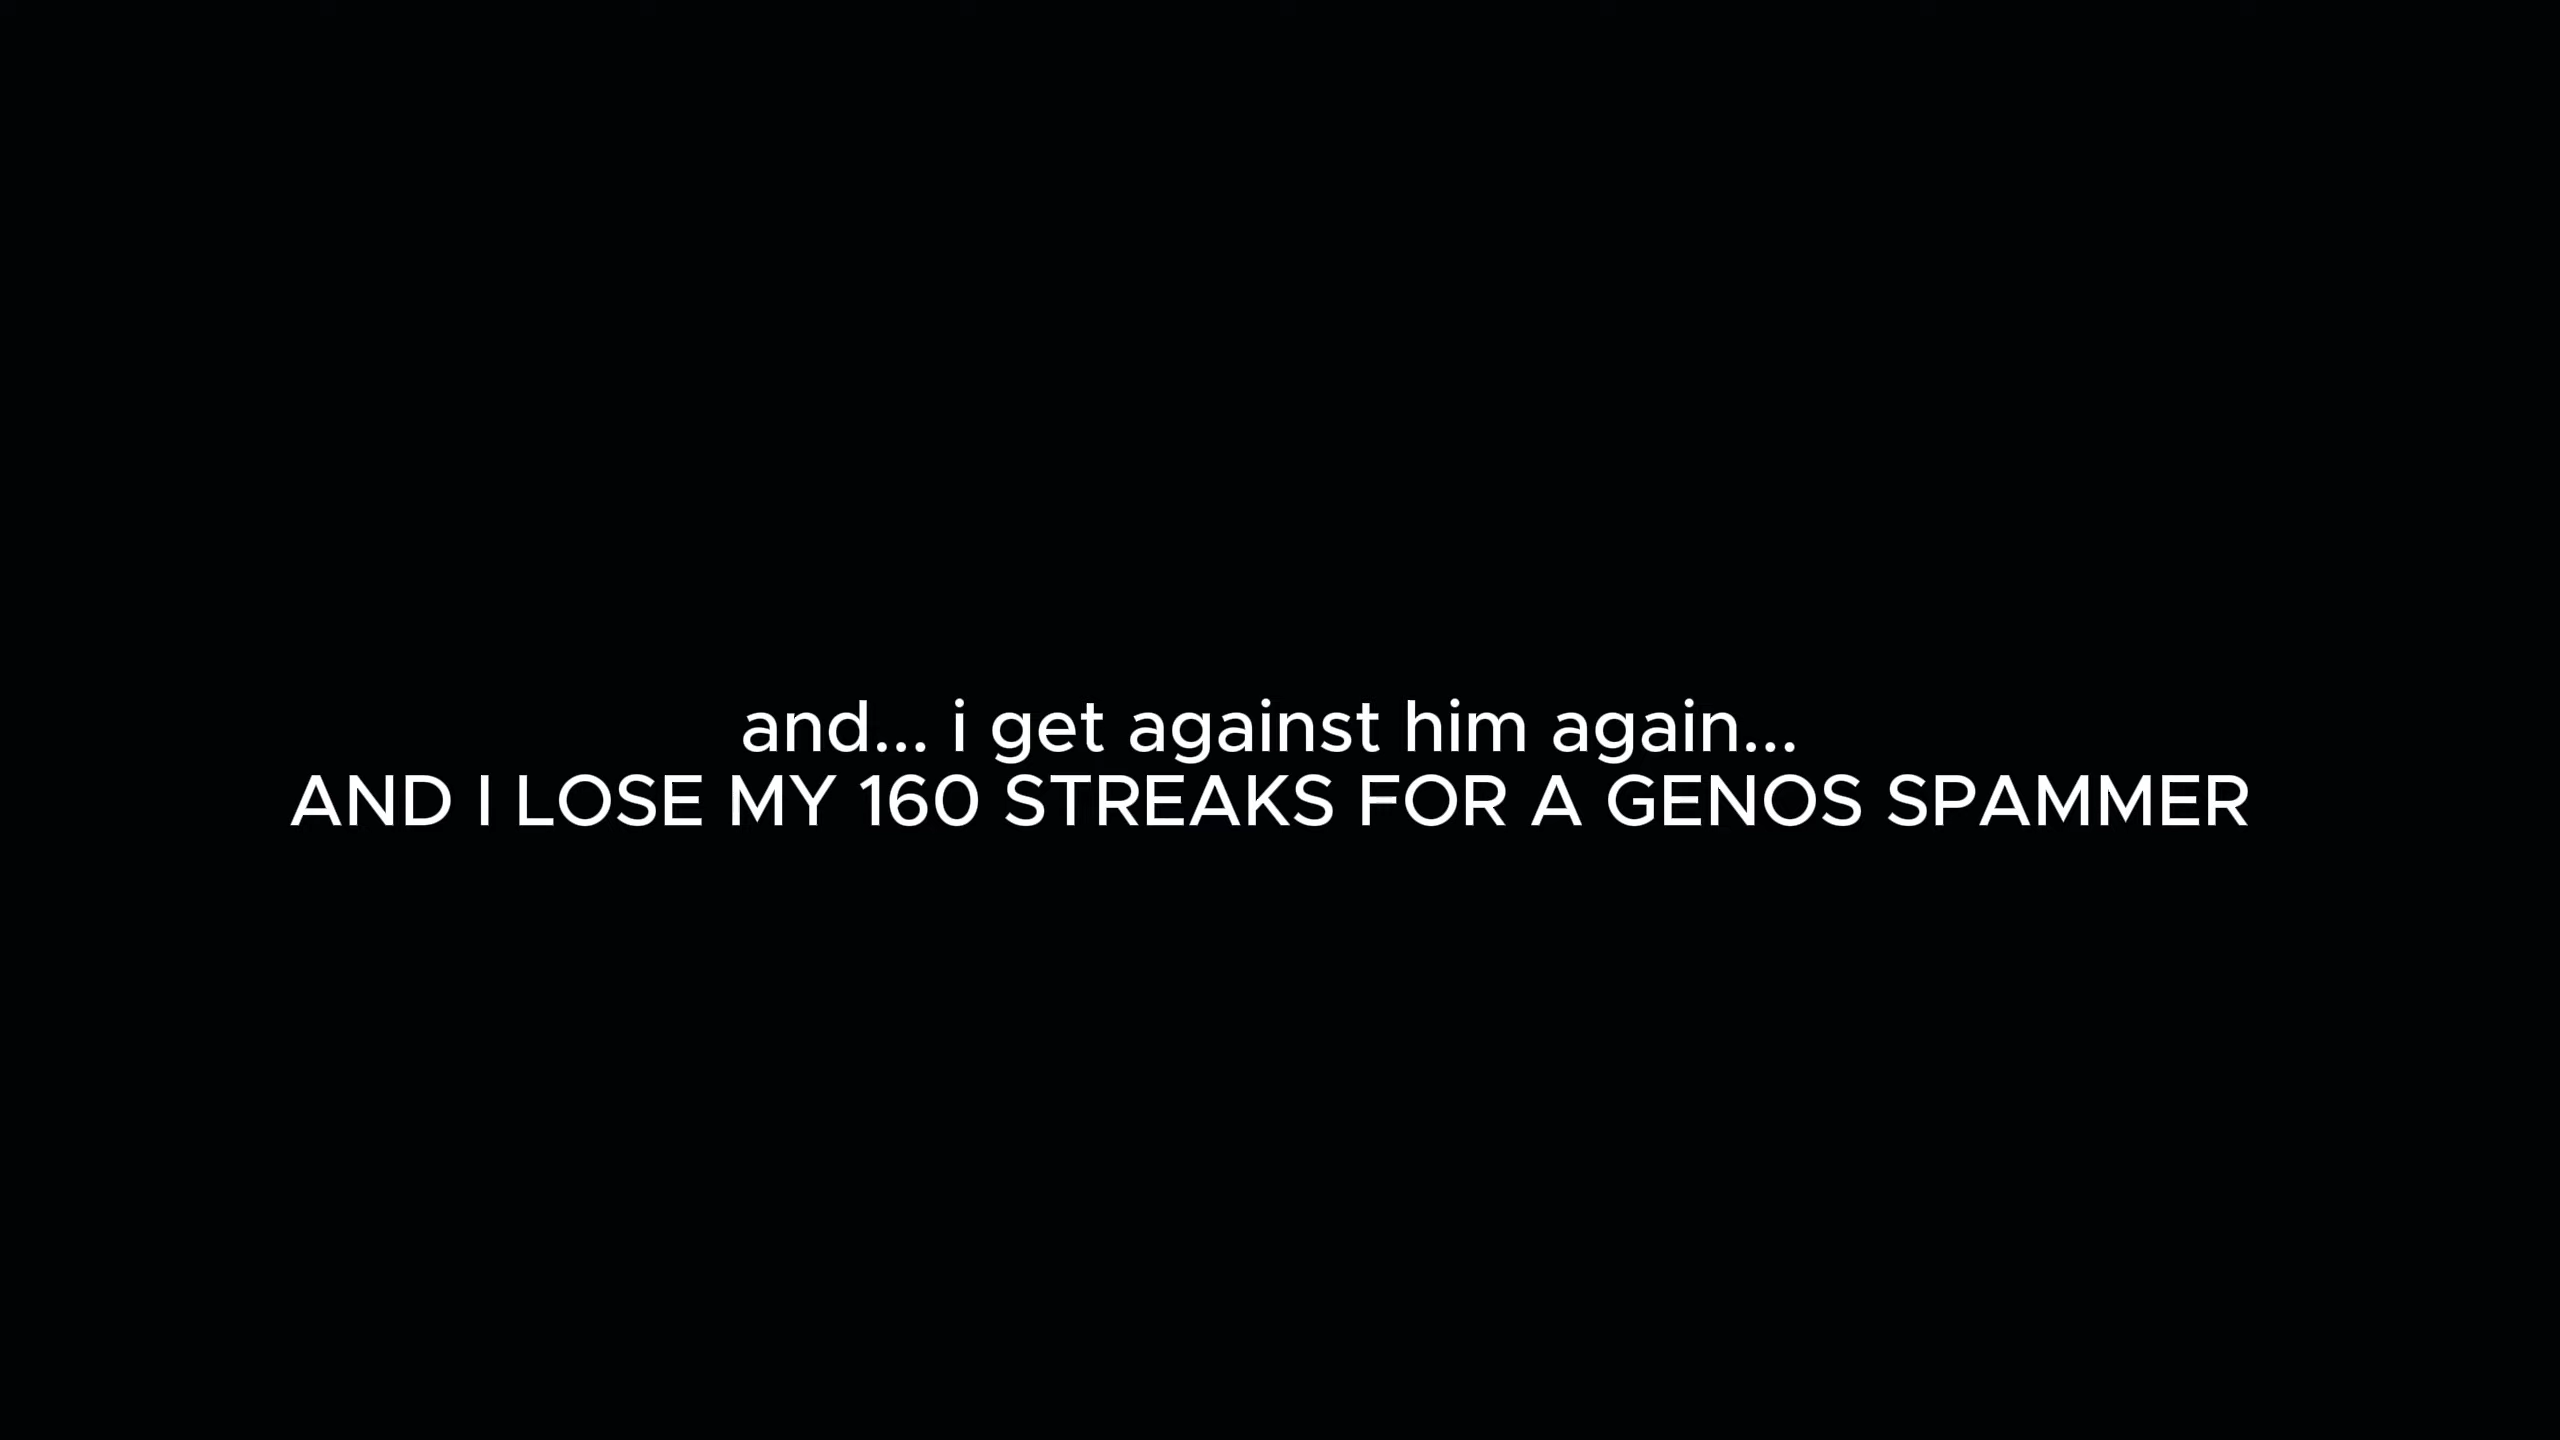 and... i get against him again...
AND I LOSE MY 160 STREAKS FOR A GENOS SPAMMER